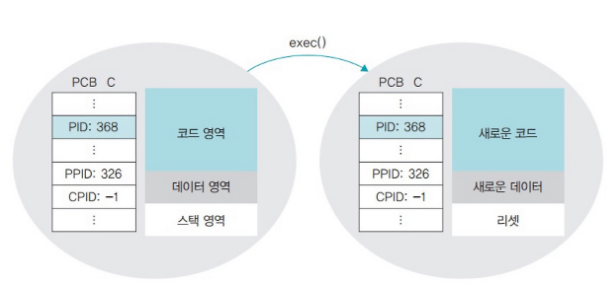 exec()
PCB C
⋮
PID: 368
⋮
PPID: 326
CPID: -1
⋮
코드 영역
데이터 영역
스택 영역
PCB C
⋮
PID: 368
⋮
PPID: 326
CPID: -1
⋮
새로운 코드
새로운 데이터
리셋